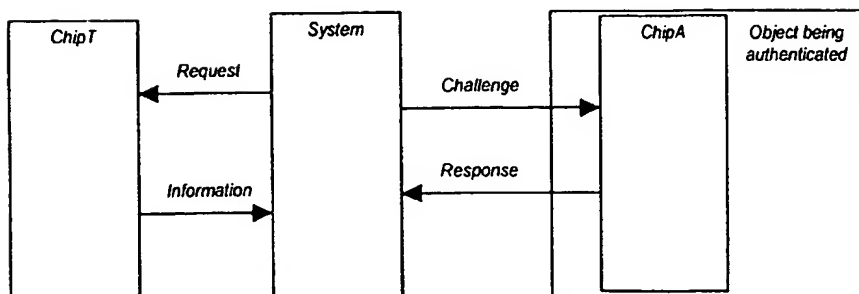 ChipT
System
ChipA
Object being
authenticated
Request
Challenge
Information
Response